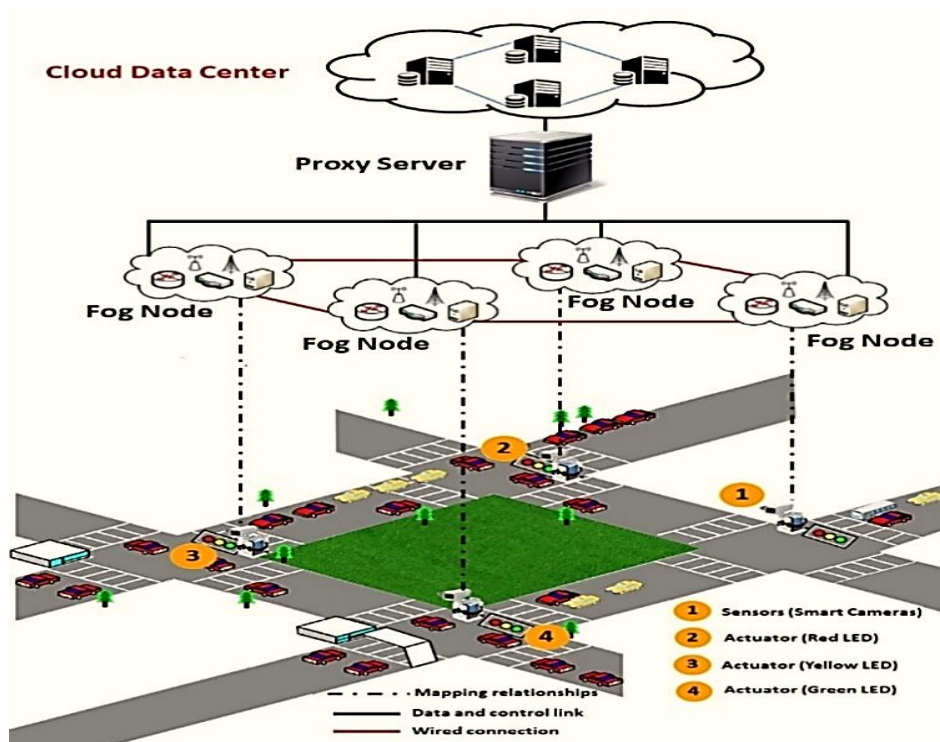 Cloud Data Center
Proxy Server
Fog Node
Fog Node
Fog Node
Fog Node
2
1
3
4
1 Sensors (Smart Cameras)
2 Actuator (Red LED)
3 Actuator (Yellow LED)
4 Actuator (Green LED)
Mapping relationships
Data and control link
Wired connection